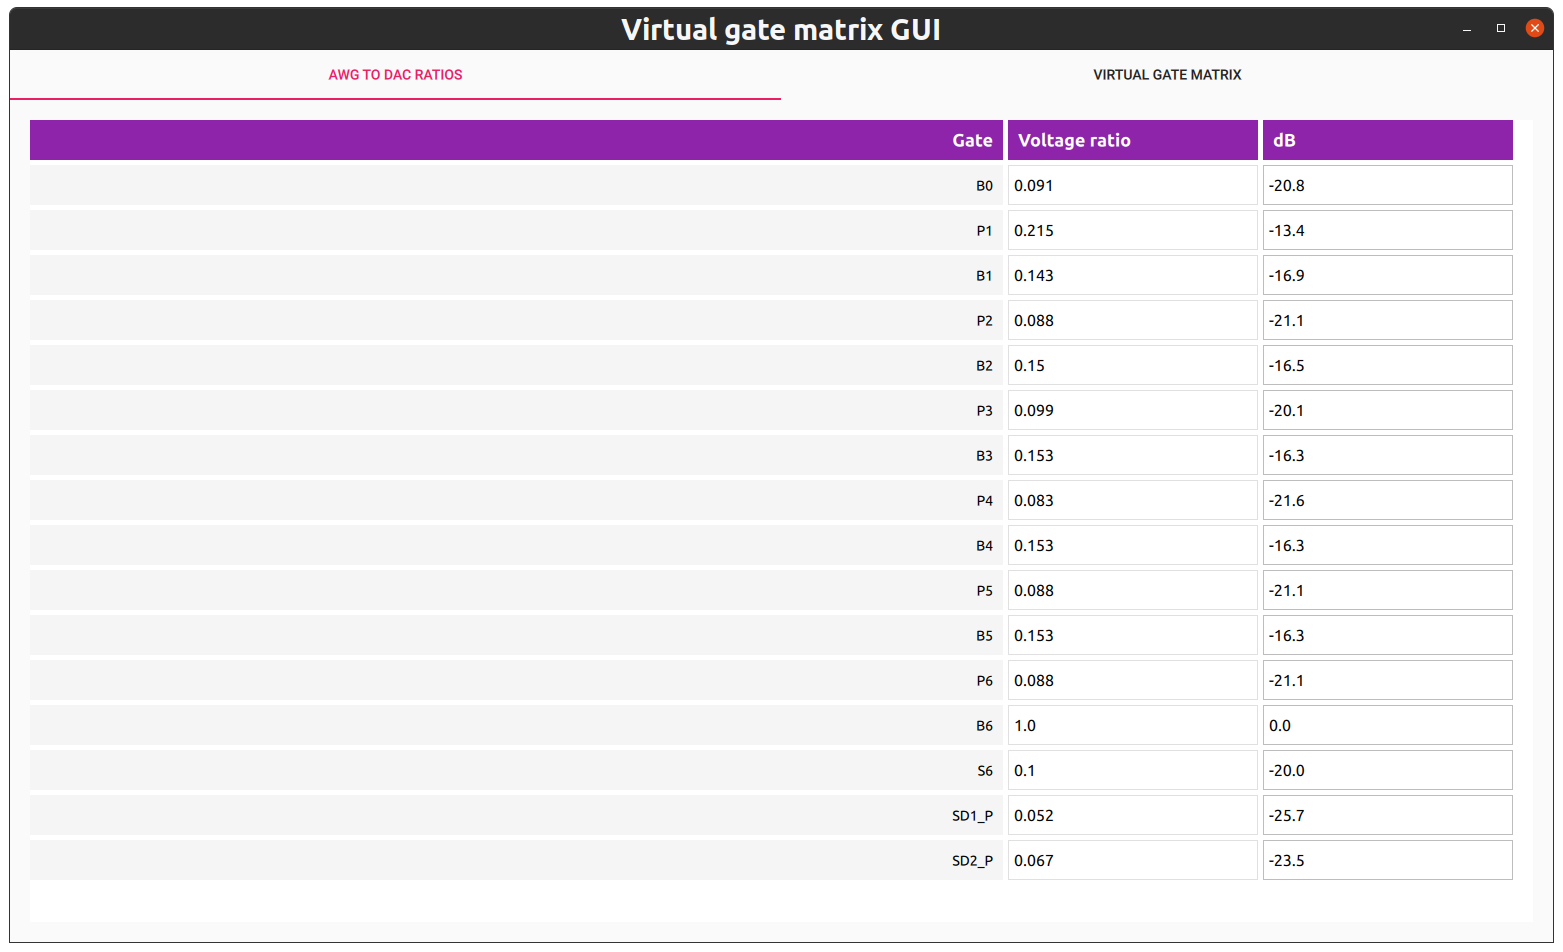 Virtual gate matrix GUI
AWG TO DAC RATIOS VIRTUAL GATE MATRIX
Gate Voltage ratio dB
B0 0.091 -20.8
P1 0.215 -13.4
B1 0.143 -16.9
P2 0.088 -21.1
B2 0.15 -16.5
P3 0.099 -20.1
B3 0.153 -16.3
P4 0.083 -21.6
B4 0.153 -16.3
P5 0.088 -21.1
B5 0.153 -16.3
P6 0.088 -21.1
B6 1.0 0.0
S6 0.1 -20.0
SD1_P 0.052 -25.7
SD2_P 0.067 -23.5